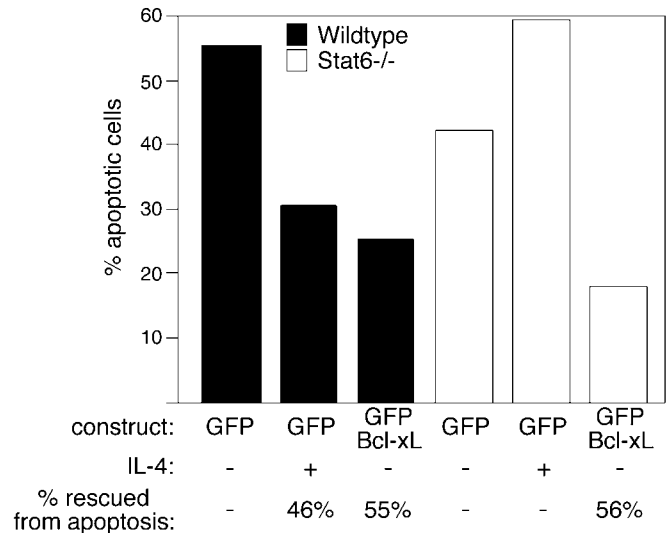 60
50
40
30
20
10
% apoptotic cells
Wildtype
Stat6-/-
construct: GFP GFP GFP Bcl-xL GFP GFP GFP Bcl-xL
IL-4: - + - - + -
% rescued from apoptosis: - 46% 55% - - 56%